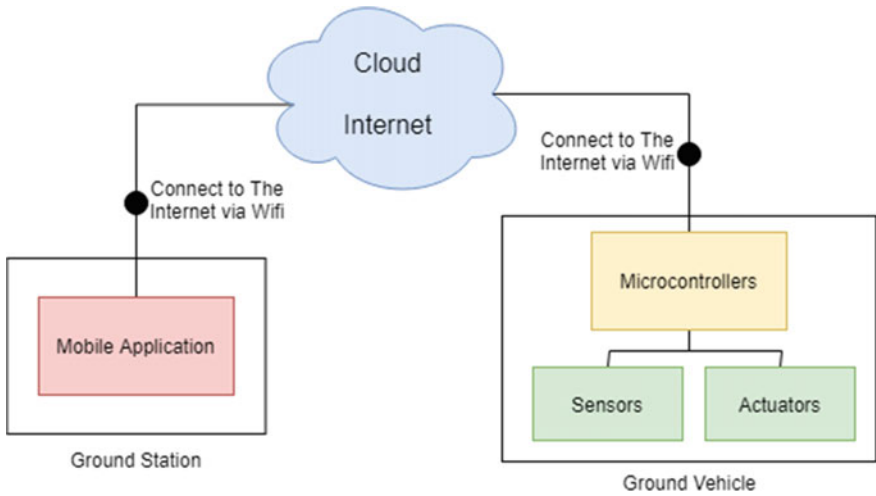 Cloud
Internet
Connect to The
Internet via Wifi
Connect to The
Internet via Wifi
Mobile Application
Ground Station
Microcontrollers
Sensors
Actuators
Ground Vehicle